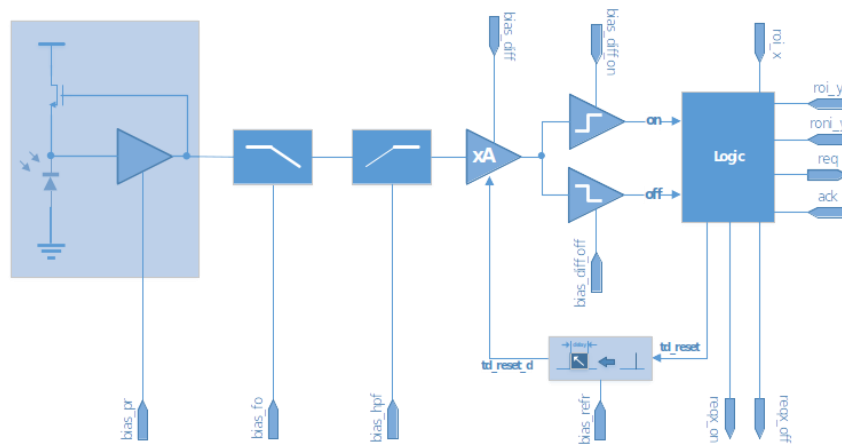 bias_diff
bias_diff_on
roi_x
roi_y
roni_y
on
xA
Logic
req
off
ack
bias_diff_off
delay
td_reset
td_reset_d
bias_pr
bias_fo
bias_hpf
bias_refr
reqx_on
reqx_off